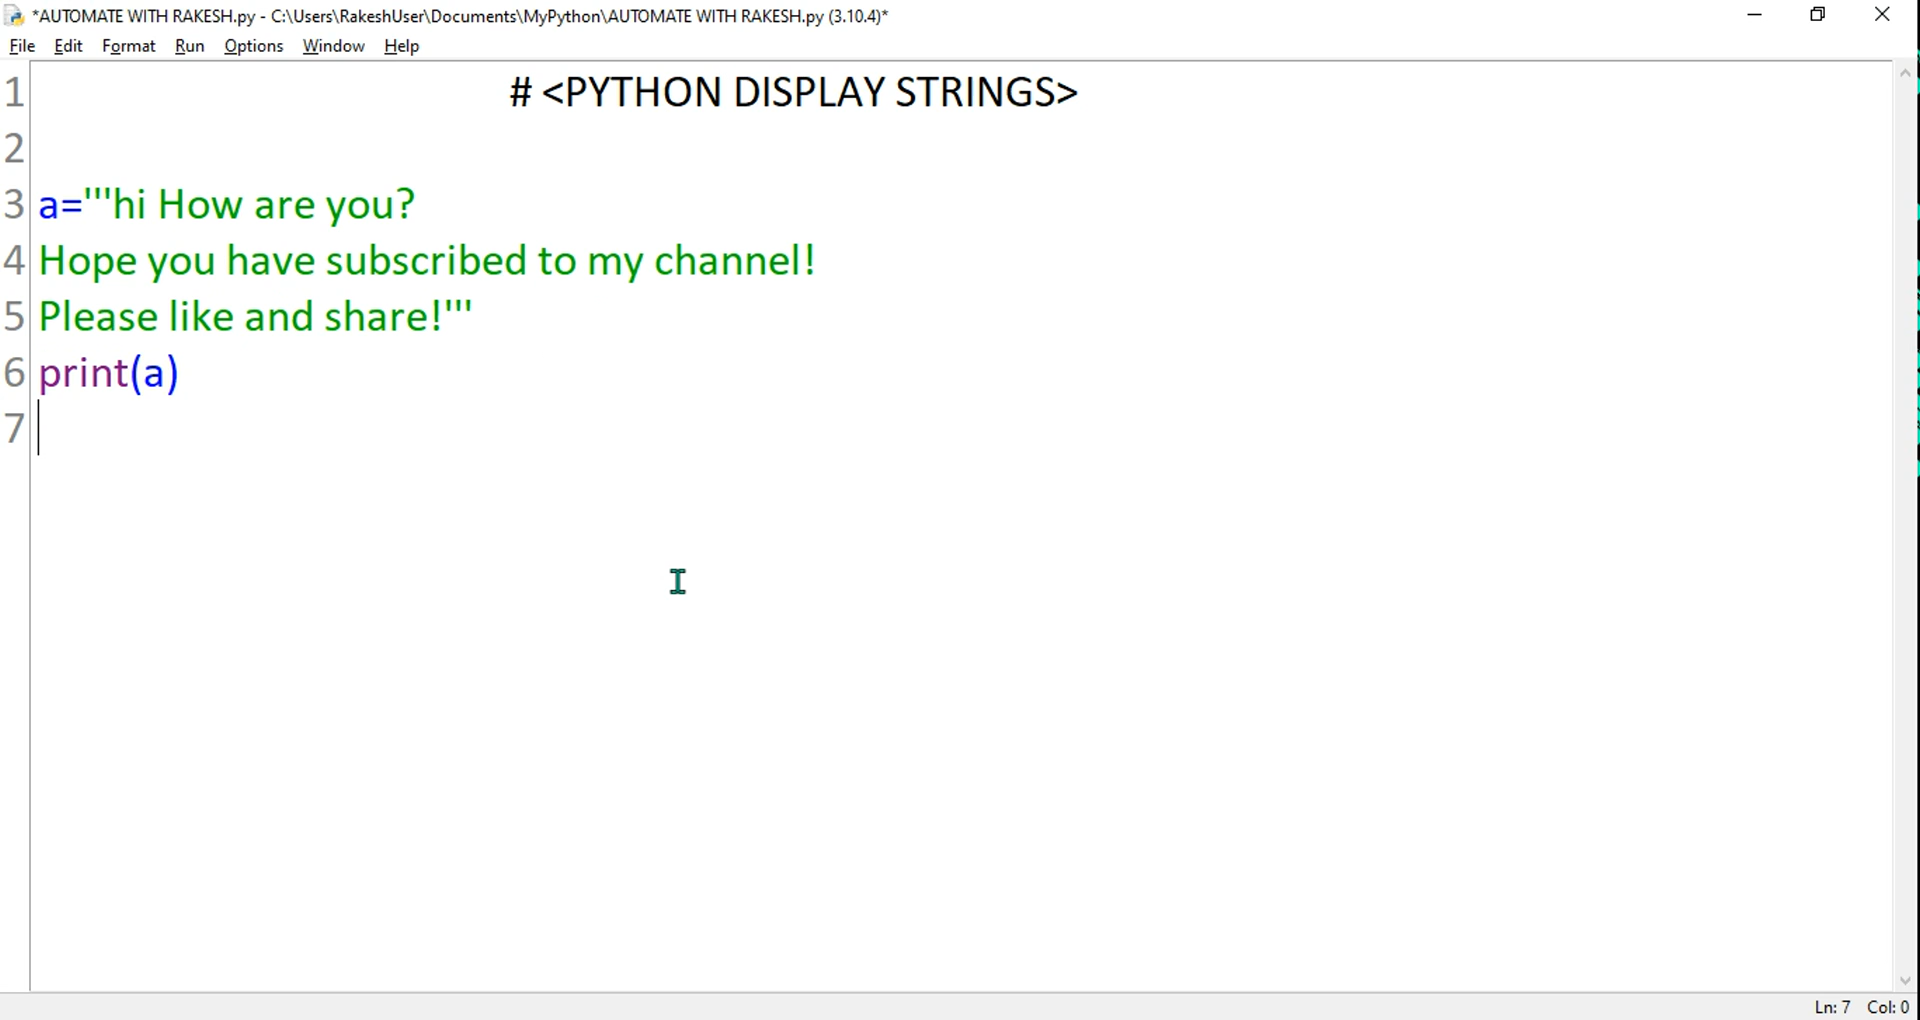 *AUTOMATE WITH RAKESH.py - C:\Users\RakeshUser\Documents\MyPython\AUTOMATE WITH RAKESH.py (3.10.4)*
File Edit Format Run Options Window Help
1 # <PYTHON DISPLAY STRINGS>
2
3 a='''hi How are you?
4 Hope you have subscribed to my channel!
5 Please like and share!'''
6 print(a)
7
Ln: 7 Col: 0